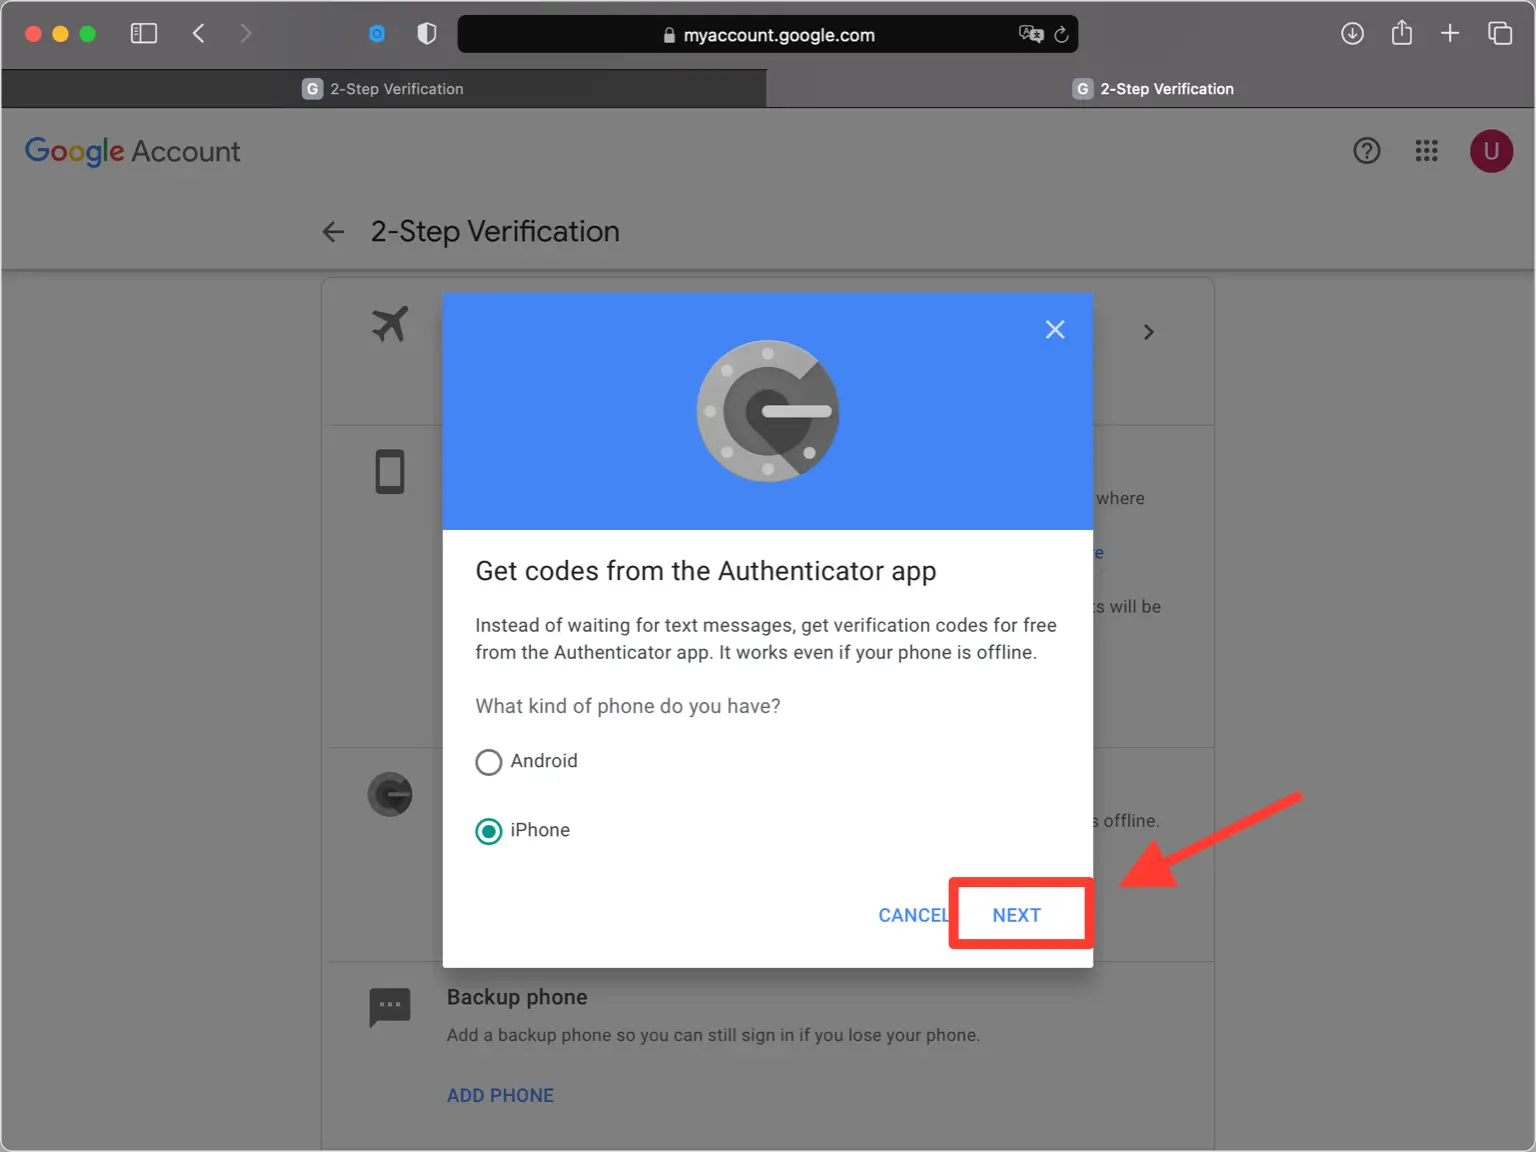 myaccount.google.com
G 2-Step Verification
G 2-Step Verification
Google Account
U
2-Step Verification
where
e
s will be
Get codes from the Authenticator app
Instead of waiting for text messages, get verification codes for free
from the Authenticator app. It works even if your phone is offline.
What kind of phone do you have?
Android
iPhone
s offline.
CANCEL
NEXT
Backup phone
Add a backup phone so you can still sign in if you lose your phone.
ADD PHONE